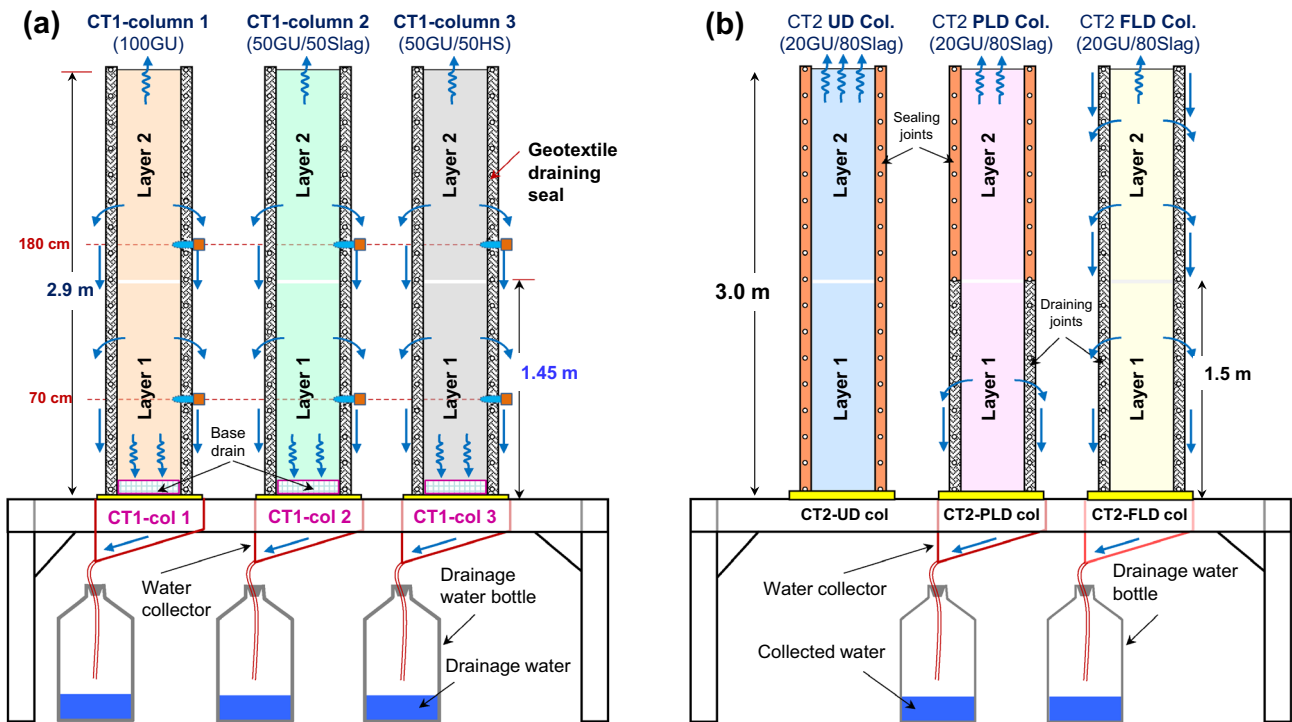 (a)
CT1-column 1
(100GU)
CT1-column 2
(50GU/50Slag)
CT1-column 3
(50GU/50HS)
Layer 2
Layer 2
Layer 2
Geotextile
draining
seal
180 cm
2.9 m
Layer 1
Layer 1
Layer 1
1.45 m
70 cm
Base
drain
CT1-col 1
CT1-col 2
CT1-col 3
Water
collector
Drainage
water bottle
Drainage water
(b)
CT2 UD Col.
(20GU/80Slag)
CT2 PLD Col.
(20GU/80Slag)
CT2 FLD Col.
(20GU/80Slag)
Sealing
joints
Layer 2
Layer 2
Layer 2
3.0 m
Draining
joints
Layer 1
Layer 1
Layer 1
1.5 m
CT2-UD col
CT2-PLD col
CT2-FLD col
Water collector
Drainage water
bottle
Collected water